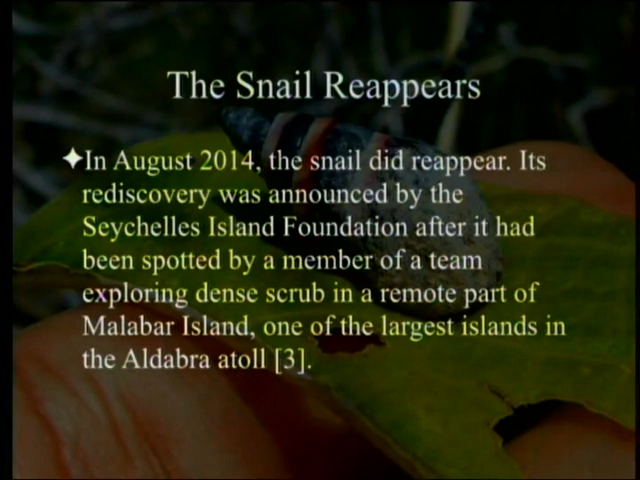 The Snail Reappears
✦In August 2014, the snail did reappear. Its
rediscovery was announced by the
Seychelles Island Foundation after it had
been spotted by a member of a team
exploring dense scrub in a remote part of
Malabar Island, one of the largest islands in
the Aldabra atoll [3].